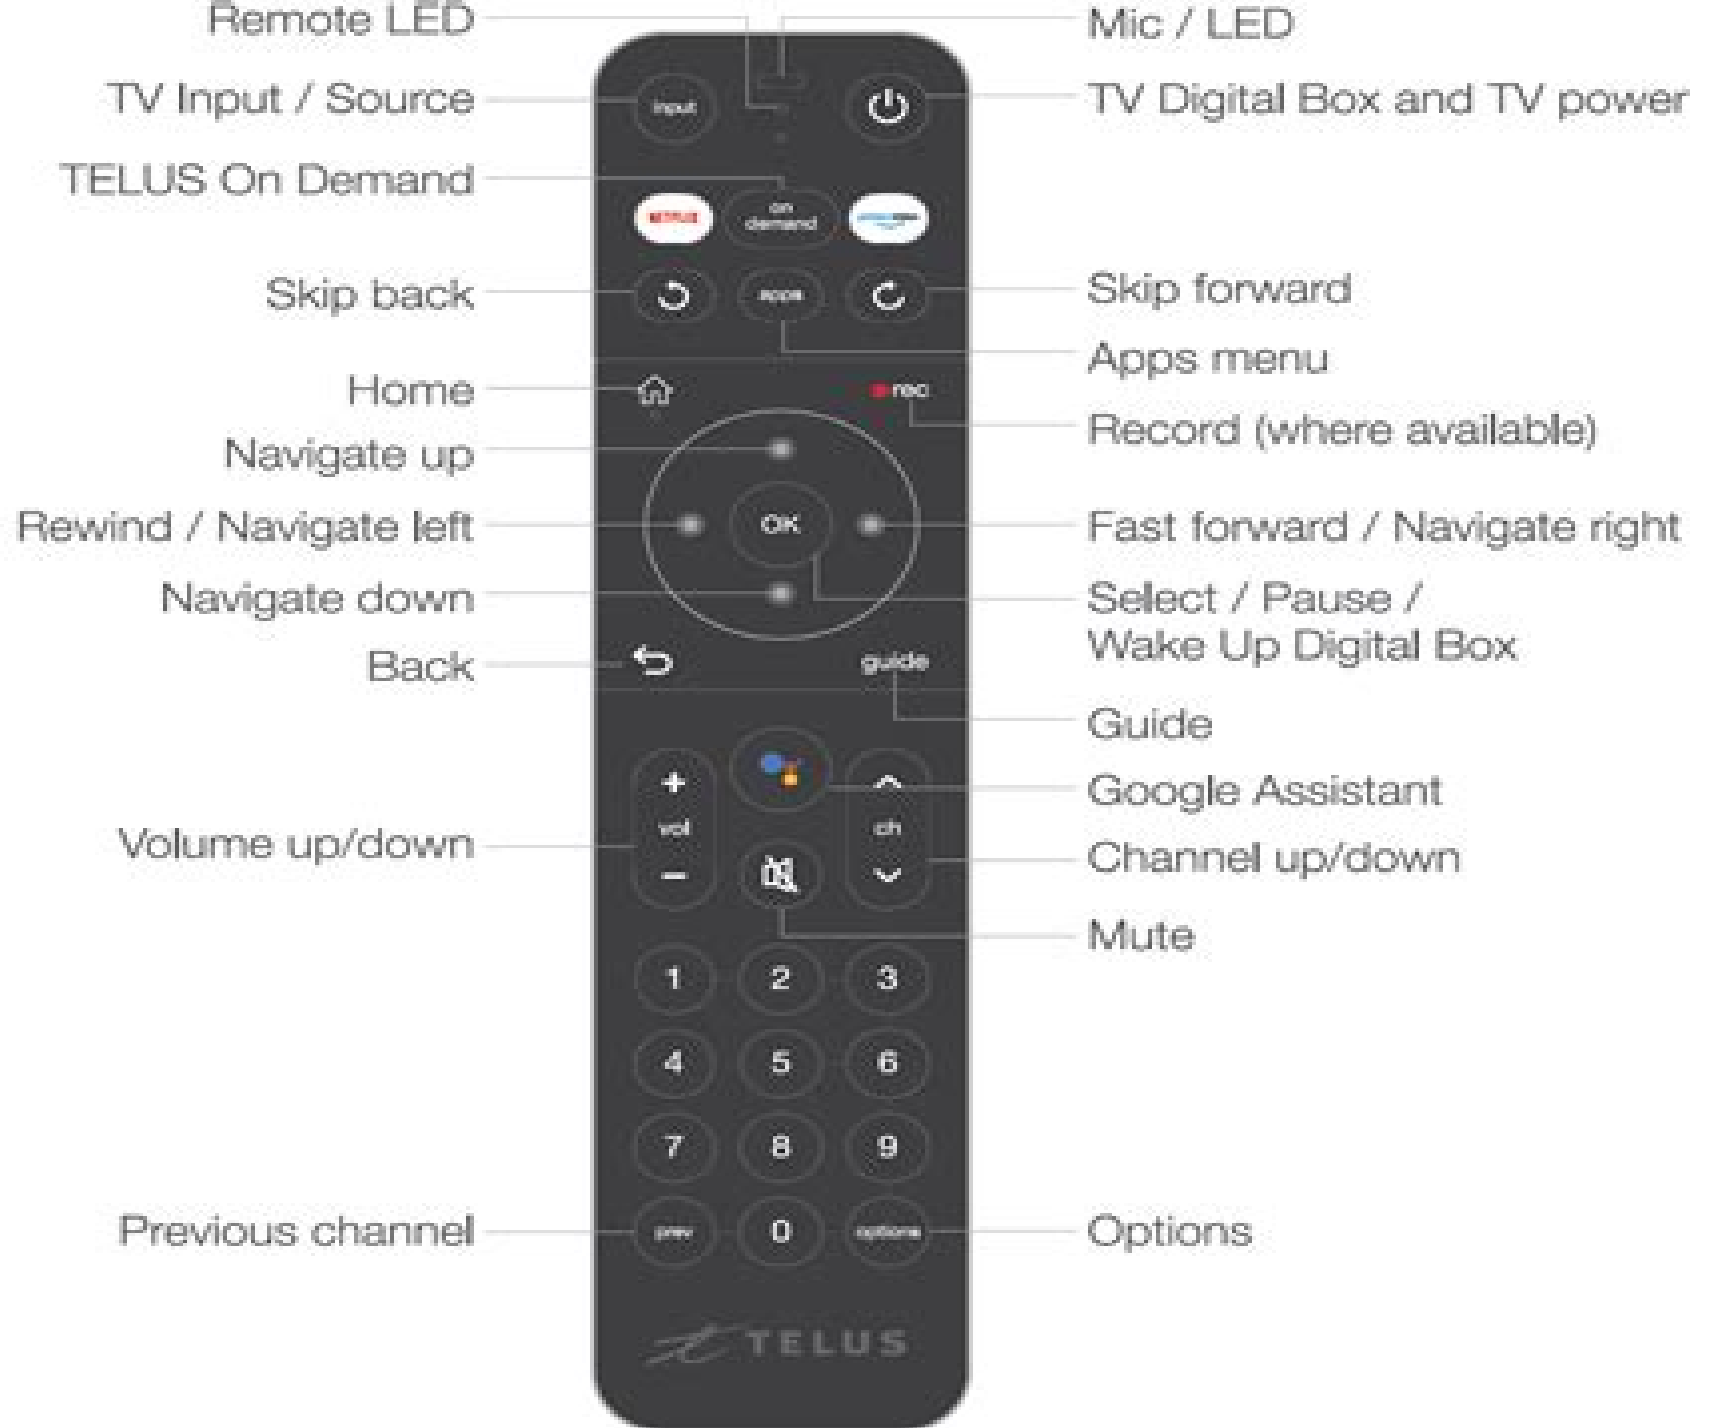 Remote LED
Mic / LED
TV Input / Source
input
TV Digital Box and TV power
TELUS On Demand
NETFLIX
on
demand
Skip back
apps
Skip forward
Apps menu
Home
rec
Record (where available)
Navigate up
Rewind / Navigate left
OK
Fast forward / Navigate right
Navigate down
Select / Pause /
Wake Up Digital Box
Back
guide
Guide
Google Assistant
Volume up/down
vol
ch
Channel up/down
Mute
1 2 3
4 5 6
7 8 9
Previous channel
prev 0 options
Options
TELUS